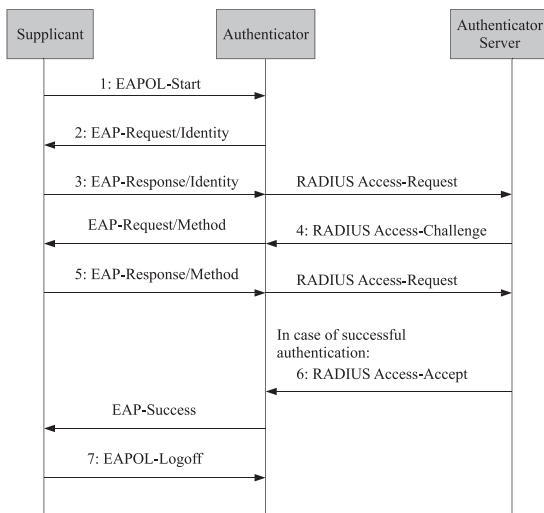 Supplicant
Authenticator
Authenticator
Server
1: EAPOL-Start
2: EAP-Request/Identity
3: EAP-Response/Identity
RADIUS Access-Request
EAP-Request/Method
4: RADIUS Access-Challenge
5: EAP-Response/Method
RADIUS Access-Request
In case of successful
authentication:
6: RADIUS Access-Accept
EAP-Success
7: EAPOL-Logoff